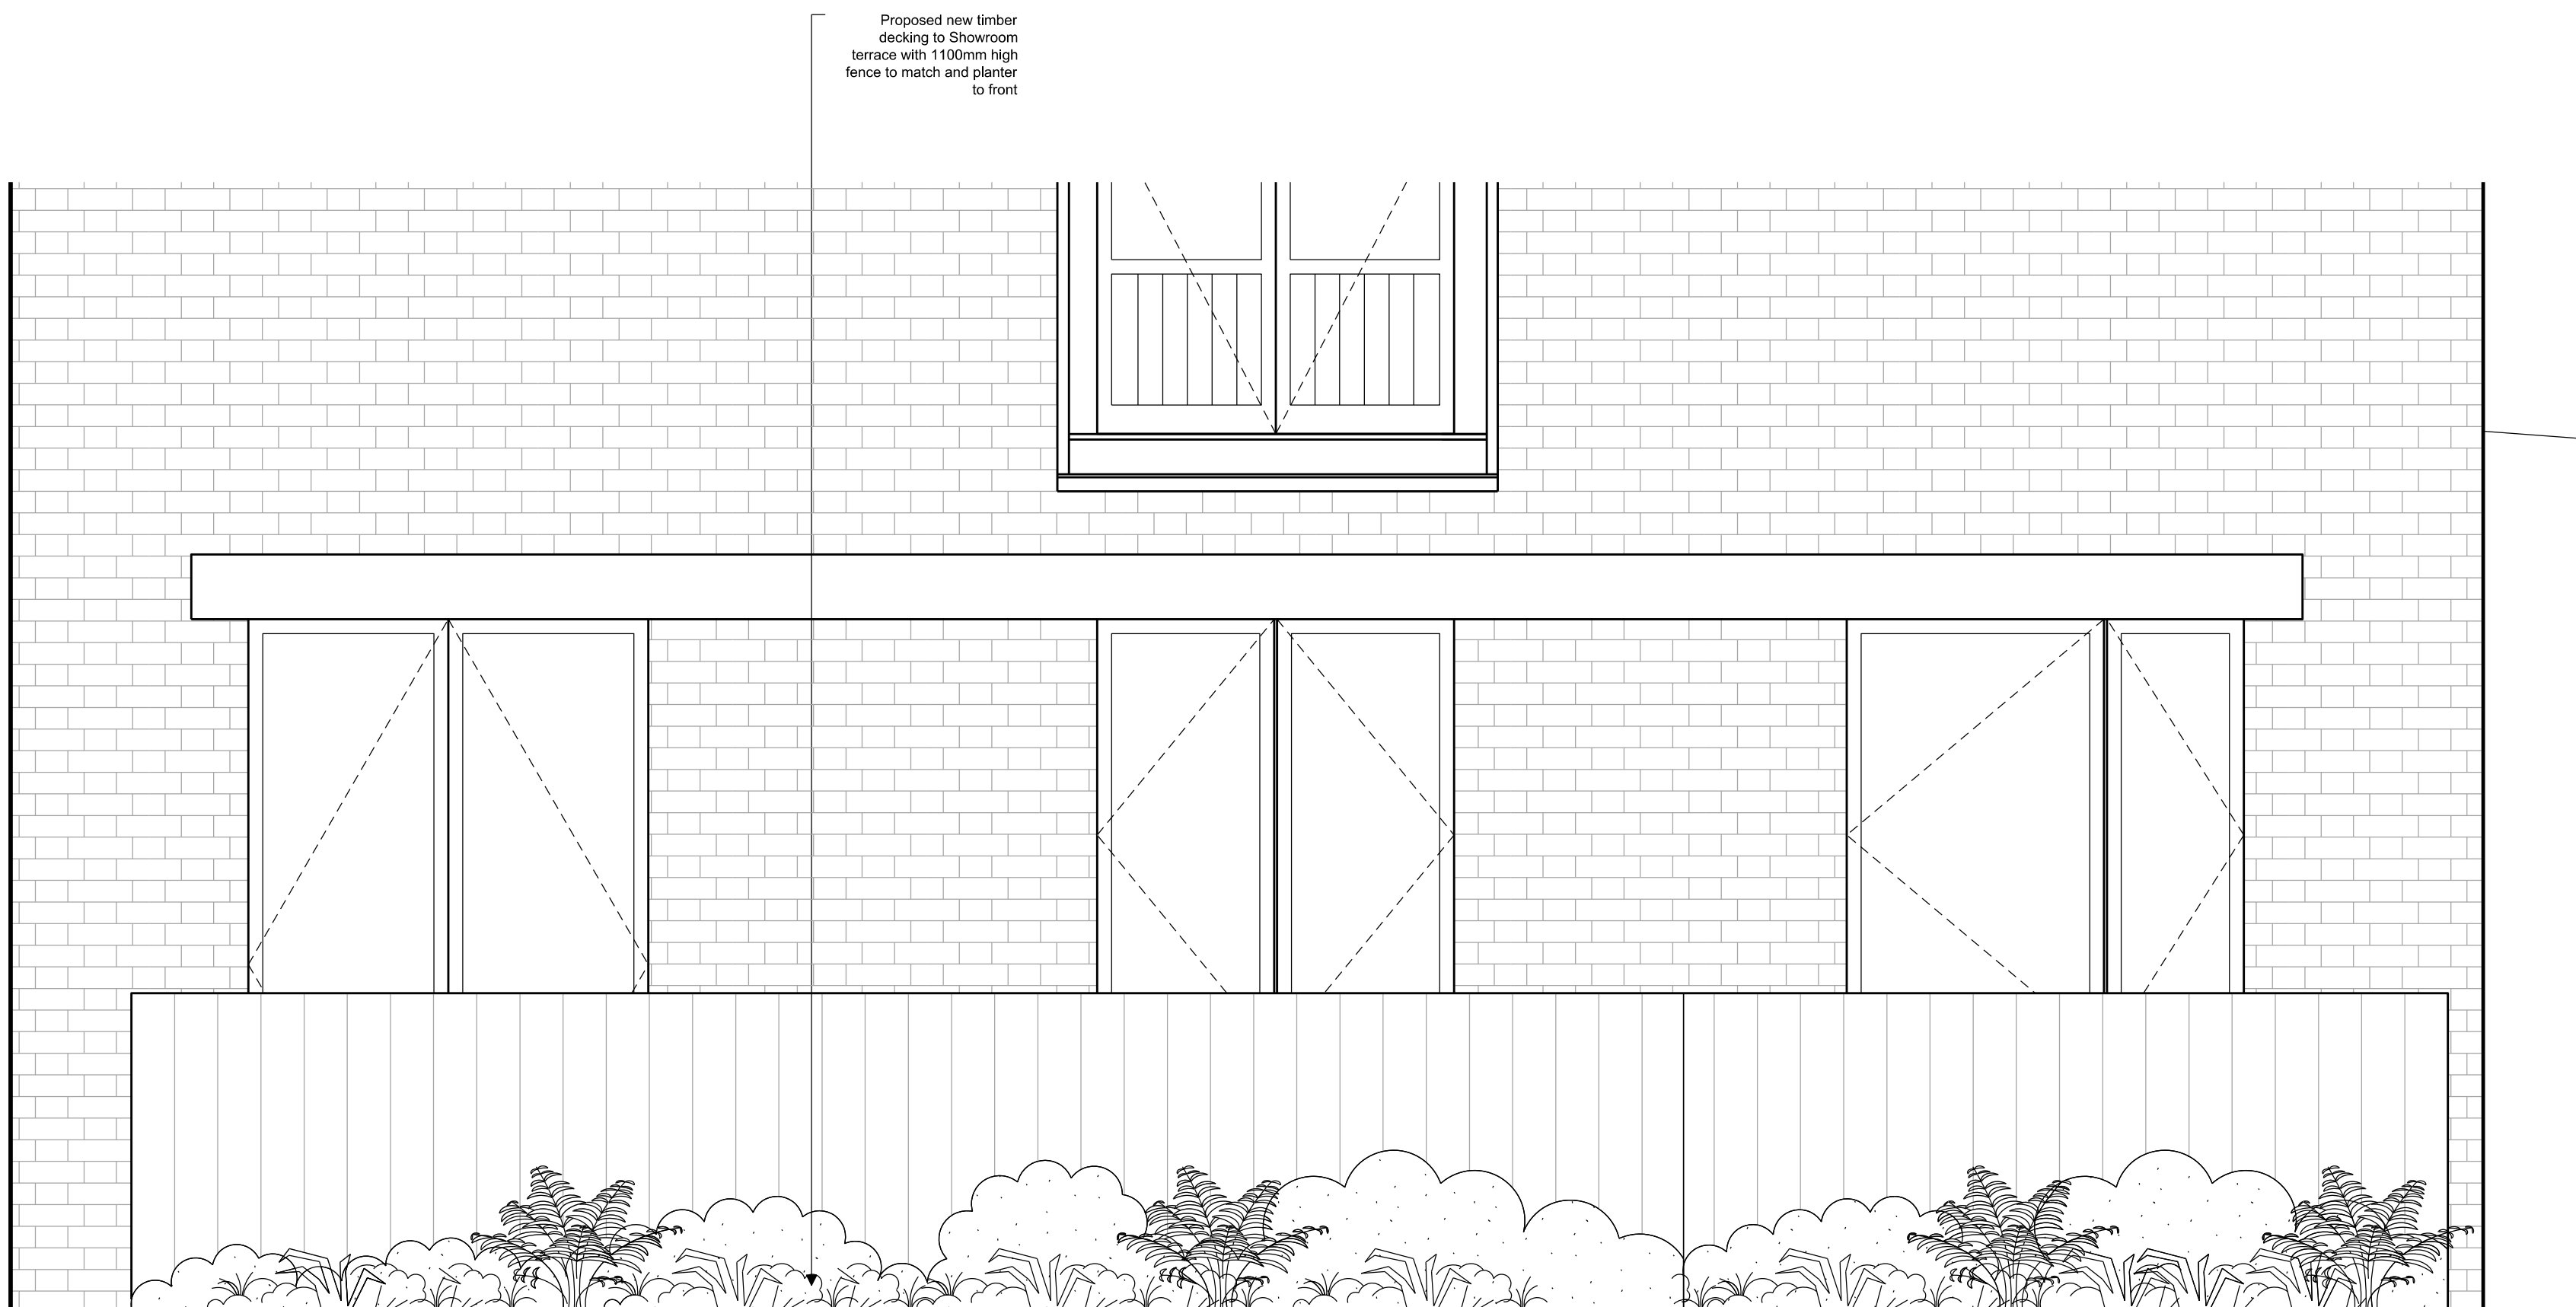 Proposed new timber
decking to Showroom
terrace with 1100mm high
fence to match and planter
to front